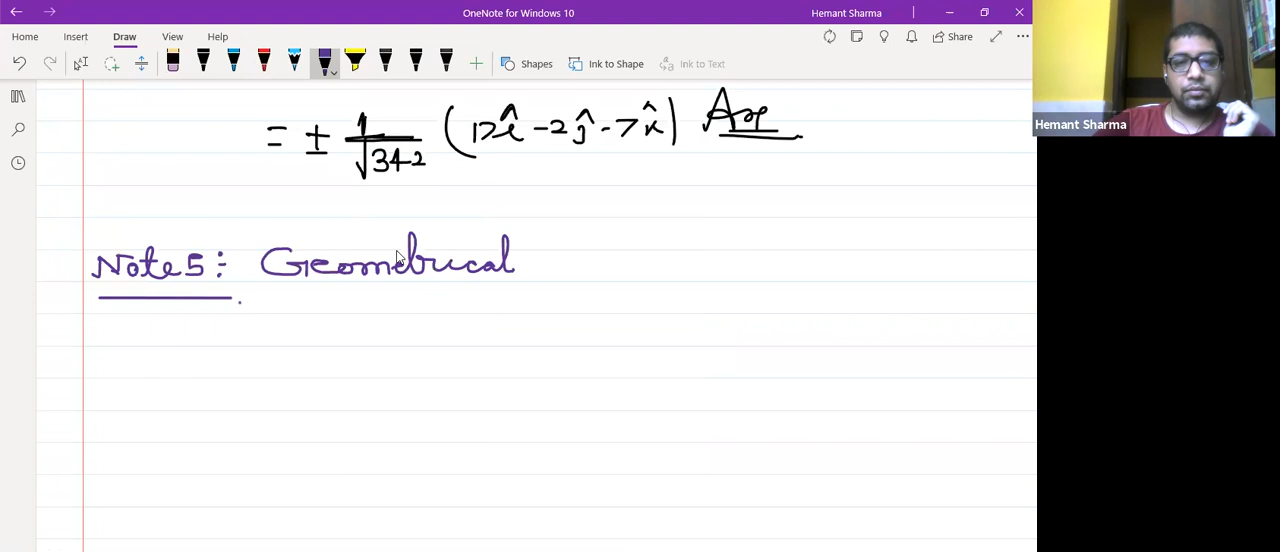 OneNote for Windows 10
Hemant Sharma
Home Insert Draw View Help
Share
Shapes Ink to Shape Ink to Text
= ± 1/√342 (17î - 2ĵ - 7k̂) Ans
Note 5 : Geometrical
Hemant Sharma